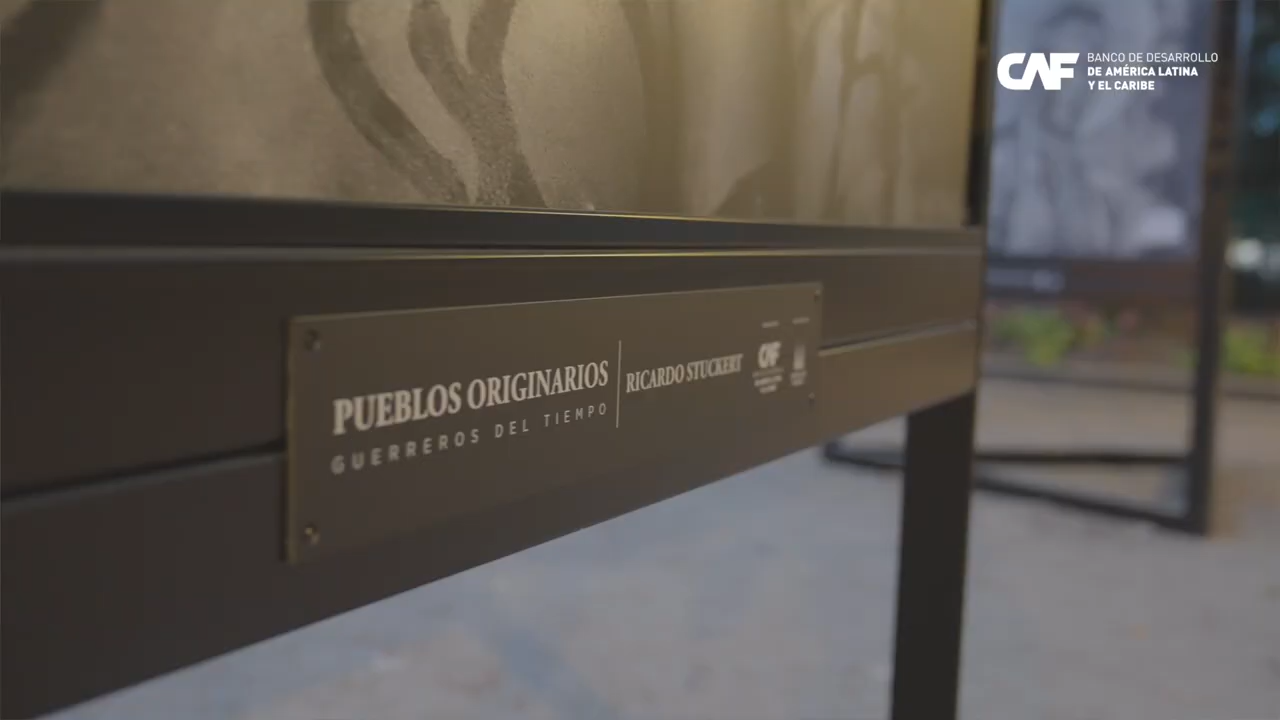 CAF
BANCO DE DESARROLLO
DE AMÉRICA LATINA
Y EL CARIBE
PUEBLOS ORIGINARIOS
GUERREROS DEL TIEMPO
RICARDO STUCKERT
CAF